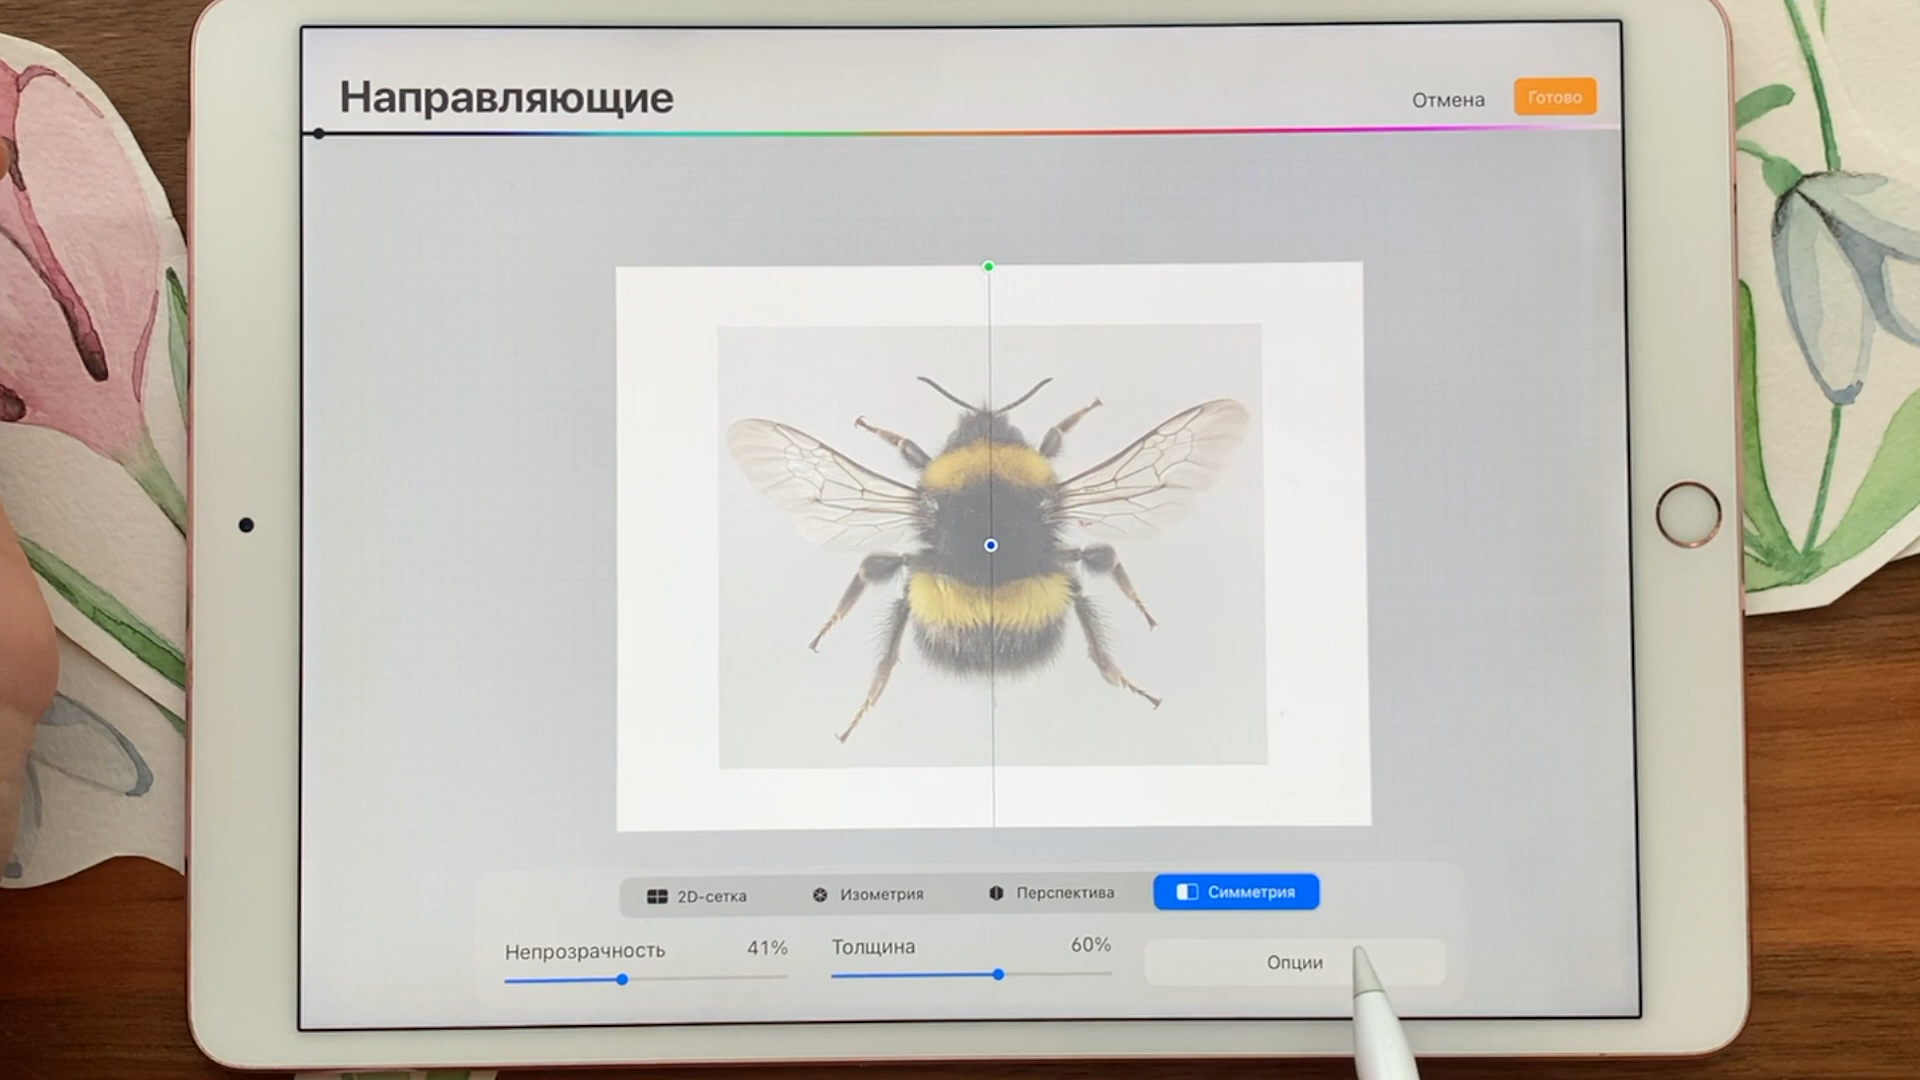 Направляющие
Отмена
Готово
2D-сетка
Изометрия
Перспектива
Симметрия
Непрозрачность 41%
Толщина 60%
Опции